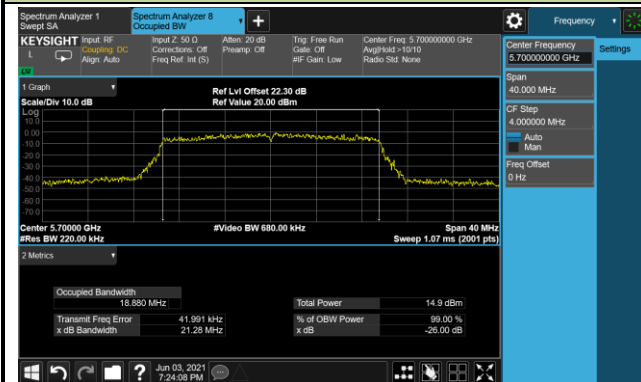 Spectrum Analyzer 1
Swept SA
Spectrum Analyzer 8
Occupied BW
Frequency
KEYSIGHT
L
Input: RF
Coupling: DC
Align: Auto
Input Z: 50 Ω
Corrections: Off
Freq Ref: Int (S)
Atten: 20 dB
Preamp: Off
Trig: Free Run
Gate: Off
#IF Gain: Low
Center Freq: 5.700000000 GHz
Avg|Hold:>10/10
Radio Std: None
Center Frequency
5.700000000 GHz
Settings
Span
40.000 MHz
CF Step
4.000000 MHz
Auto
Man
Freq Offset
0 Hz
1 Graph
Scale/Div 10.0 dB
Ref Lvl Offset 22.30 dB
Ref Value 20.00 dBm
Log
10.0
0.00
-10.0
-20.0
-30.0
-40.0
-50.0
-60.0
-70.0
Center 5.70000 GHz
#Video BW 680.00 kHz
Span 40 MHz
#Res BW 220.00 kHz
Sweep 1.07 ms (2001 pts)
2 Metrics
Occupied Bandwidth
18.880 MHz
Total Power 14.9 dBm
Transmit Freq Error 41.991 kHz
% of OBW Power 99.00 %
x dB Bandwidth 21.28 MHz
x dB -26.00 dB
?
Jun 03, 2021
7:24:08 PM